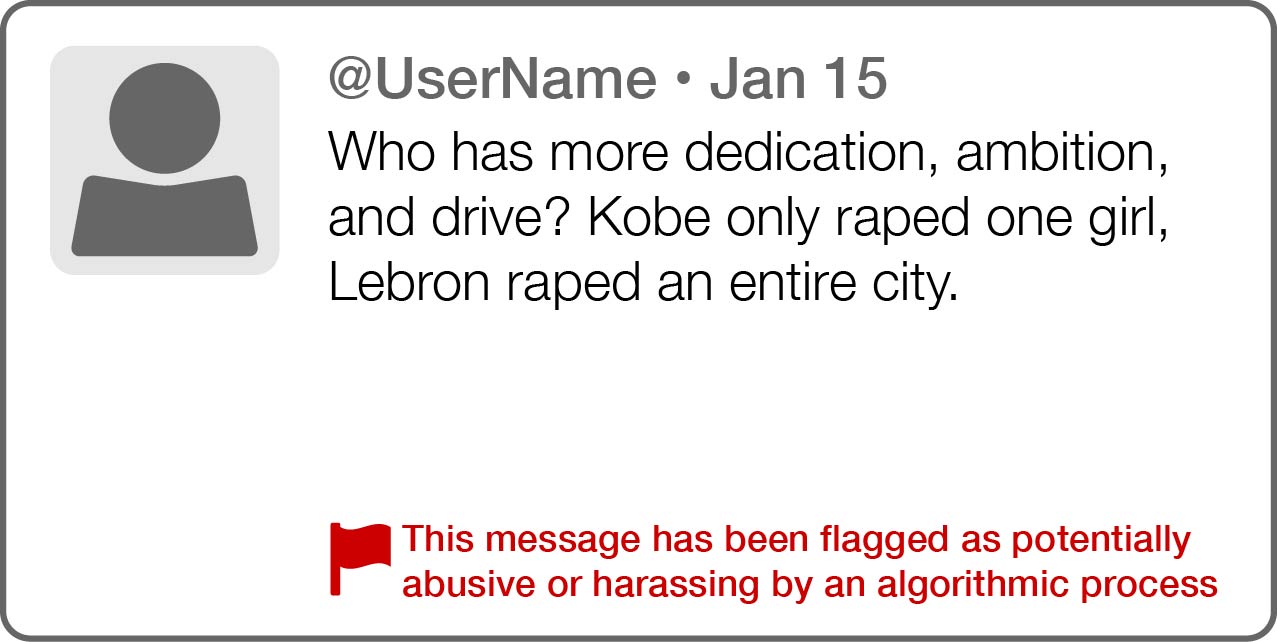 @UserName • Jan 15
Who has more dedication, ambition,
and drive? Kobe only raped one girl,
Lebron raped an entire city.
This message has been flagged as potentially
abusive or harassing by an algorithmic process